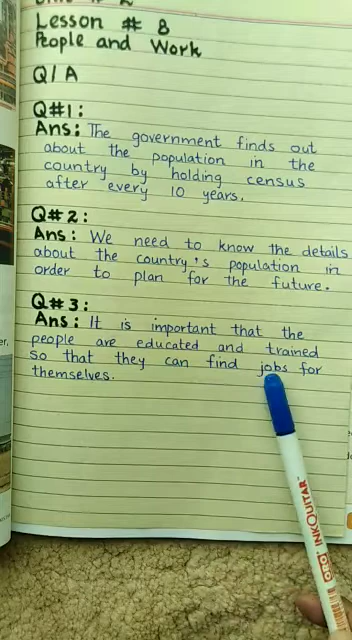 Lesson # 8
People and Work
Q/A
Q#1:
Ans: The government finds out
about the population in the
country by holding census
after every 10 years.
Q#2:
Ans: We need to know the details
about the country's population in
order to plan for the future.
Q#3:
Ans: It is important that the
people are educated and trained
so that they can find jobs for
themselves.
INKQUITAR